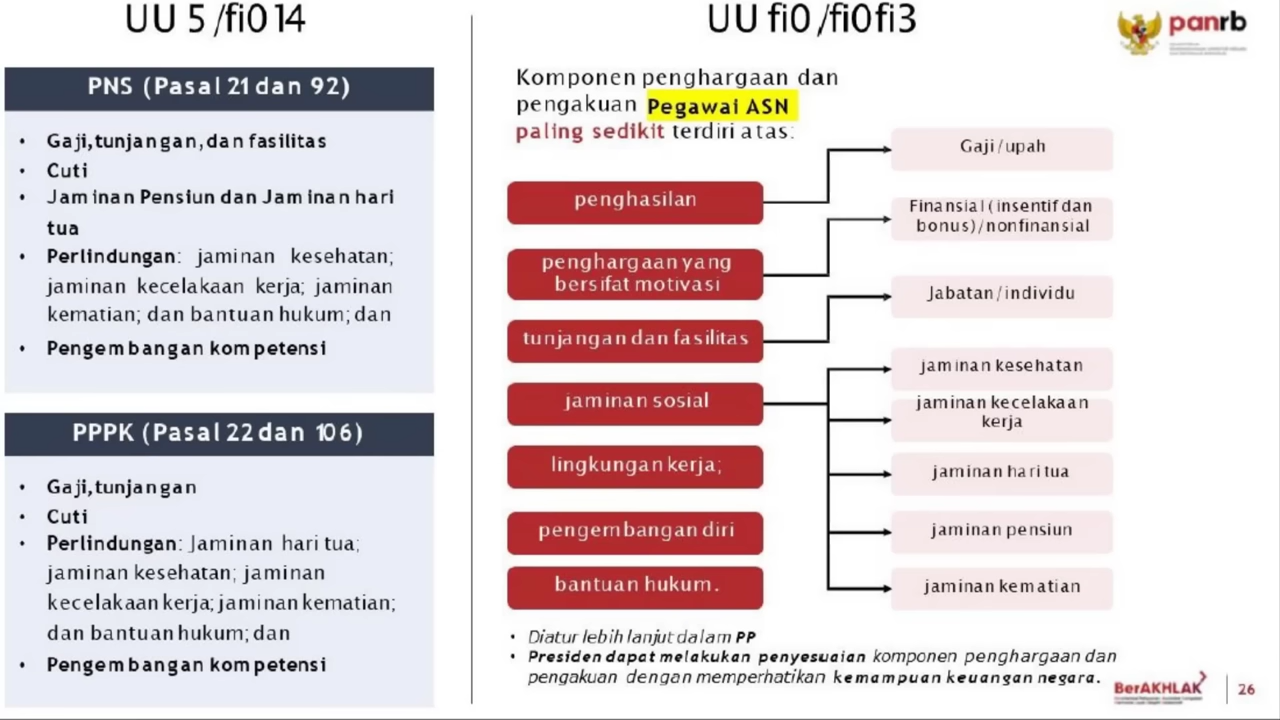 UU 5 /fi014
PNS (Pasal 21 dan 92)
• Gaji, tunjangan, dan fasilitas
• Cuti
• Jaminan Pensiun dan Jaminan hari
tua
• Perlindungan: jaminan kesehatan;
jaminan kecelakaan kerja; jaminan
kematian; dan bantuan hukum; dan
• Pengembangan kompetensi
PPPK (Pasal 22 dan 106)
• Gaji, tunjangan
• Cuti
• Perlindungan: Jaminan hari tua;
jaminan kesehatan; jaminan
kecelakaan kerja; jaminan kematian;
dan bantuan hukum; dan
• Pengembangan kompetensi
UU fi0 /fi0fi3
panrb
Komponen penghargaan dan
pengakuan Pegawai ASN
paling sedikit terdiri atas:
penghasilan
penghargaan yang
bersifat motivasi
tunjangan dan fasilitas
jaminan sosial
lingkungan kerja;
pengembangan diri
bantuan hukum.
Gaji/upah
Finansial (insentif dan
bonus)/nonfinansial
Jabatan/individu
jaminan kesehatan
jaminan kecelakaan
kerja
jaminan hari tua
jaminan pensiun
jaminan kematian
• Diatur lebih lanjut dalam PP
• Presiden dapat melakukan penyesuaian komponen penghargaan dan
pengakuan dengan memperhatikan kemampuan keuangan negara.
BerAKHLAK
26